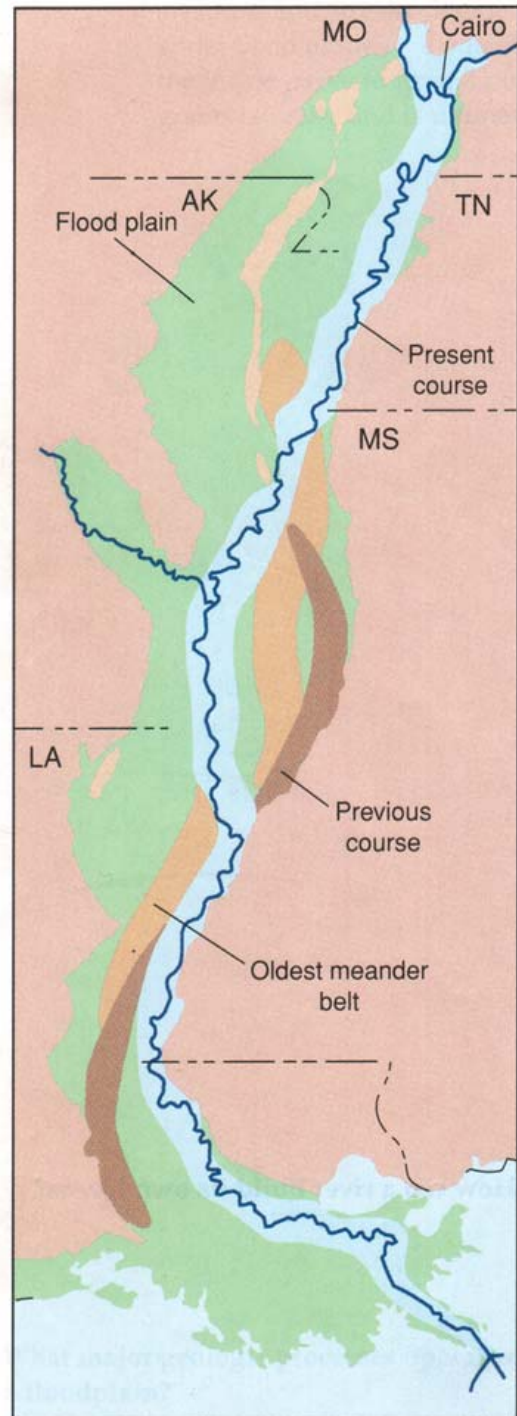 MO
Cairo
AK
TN
Flood plain
Present
course
MS
LA
Previous
course
Oldest meander
belt